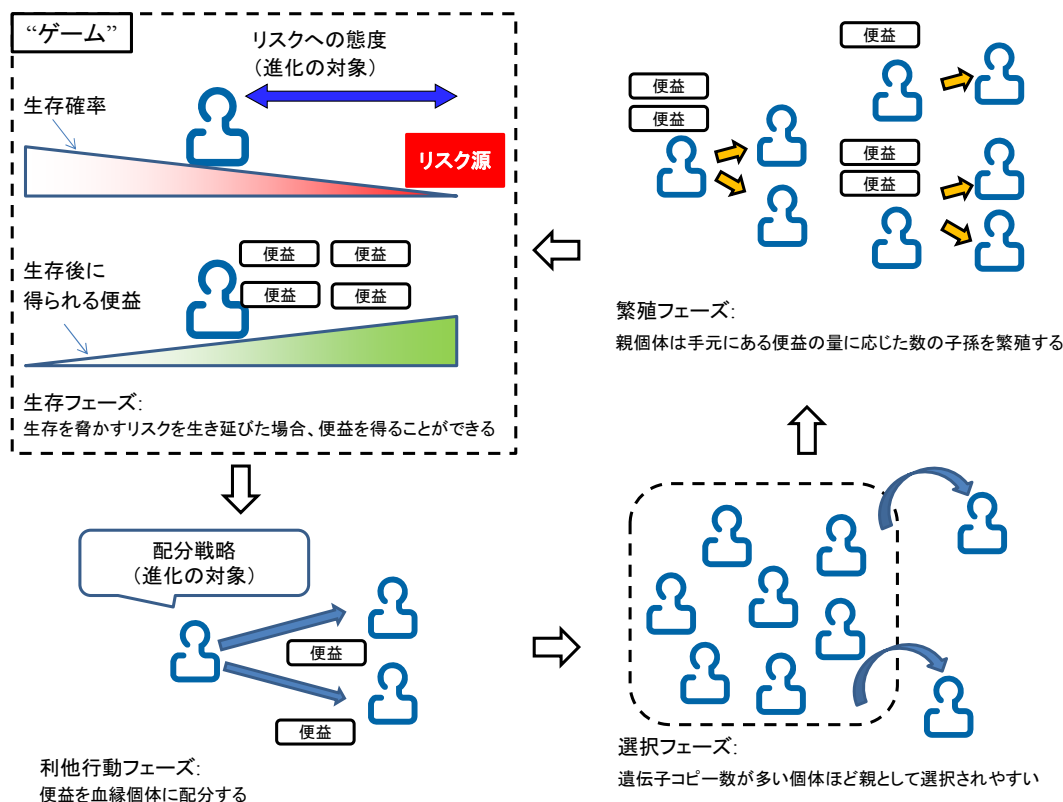 “ゲーム”
リスクへの態度
(進化の対象)
生存確率
リスク源
便益
便益
便益
便益
生存後に
得られる便益
生存フェーズ:
生存を脅かすリスクを生き延びた場合、便益を得ることができる
配分戦略
(進化の対象)
便益
便益
利他行動フェーズ:
便益を血縁個体に配分する
選択フェーズ:
遺伝子コピー数が多い個体ほど親として選択されやすい
便益
便益
便益
便益
便益
繁殖フェーズ:
親個体は手元にある便益の量に応じた数の子孫を繁殖する